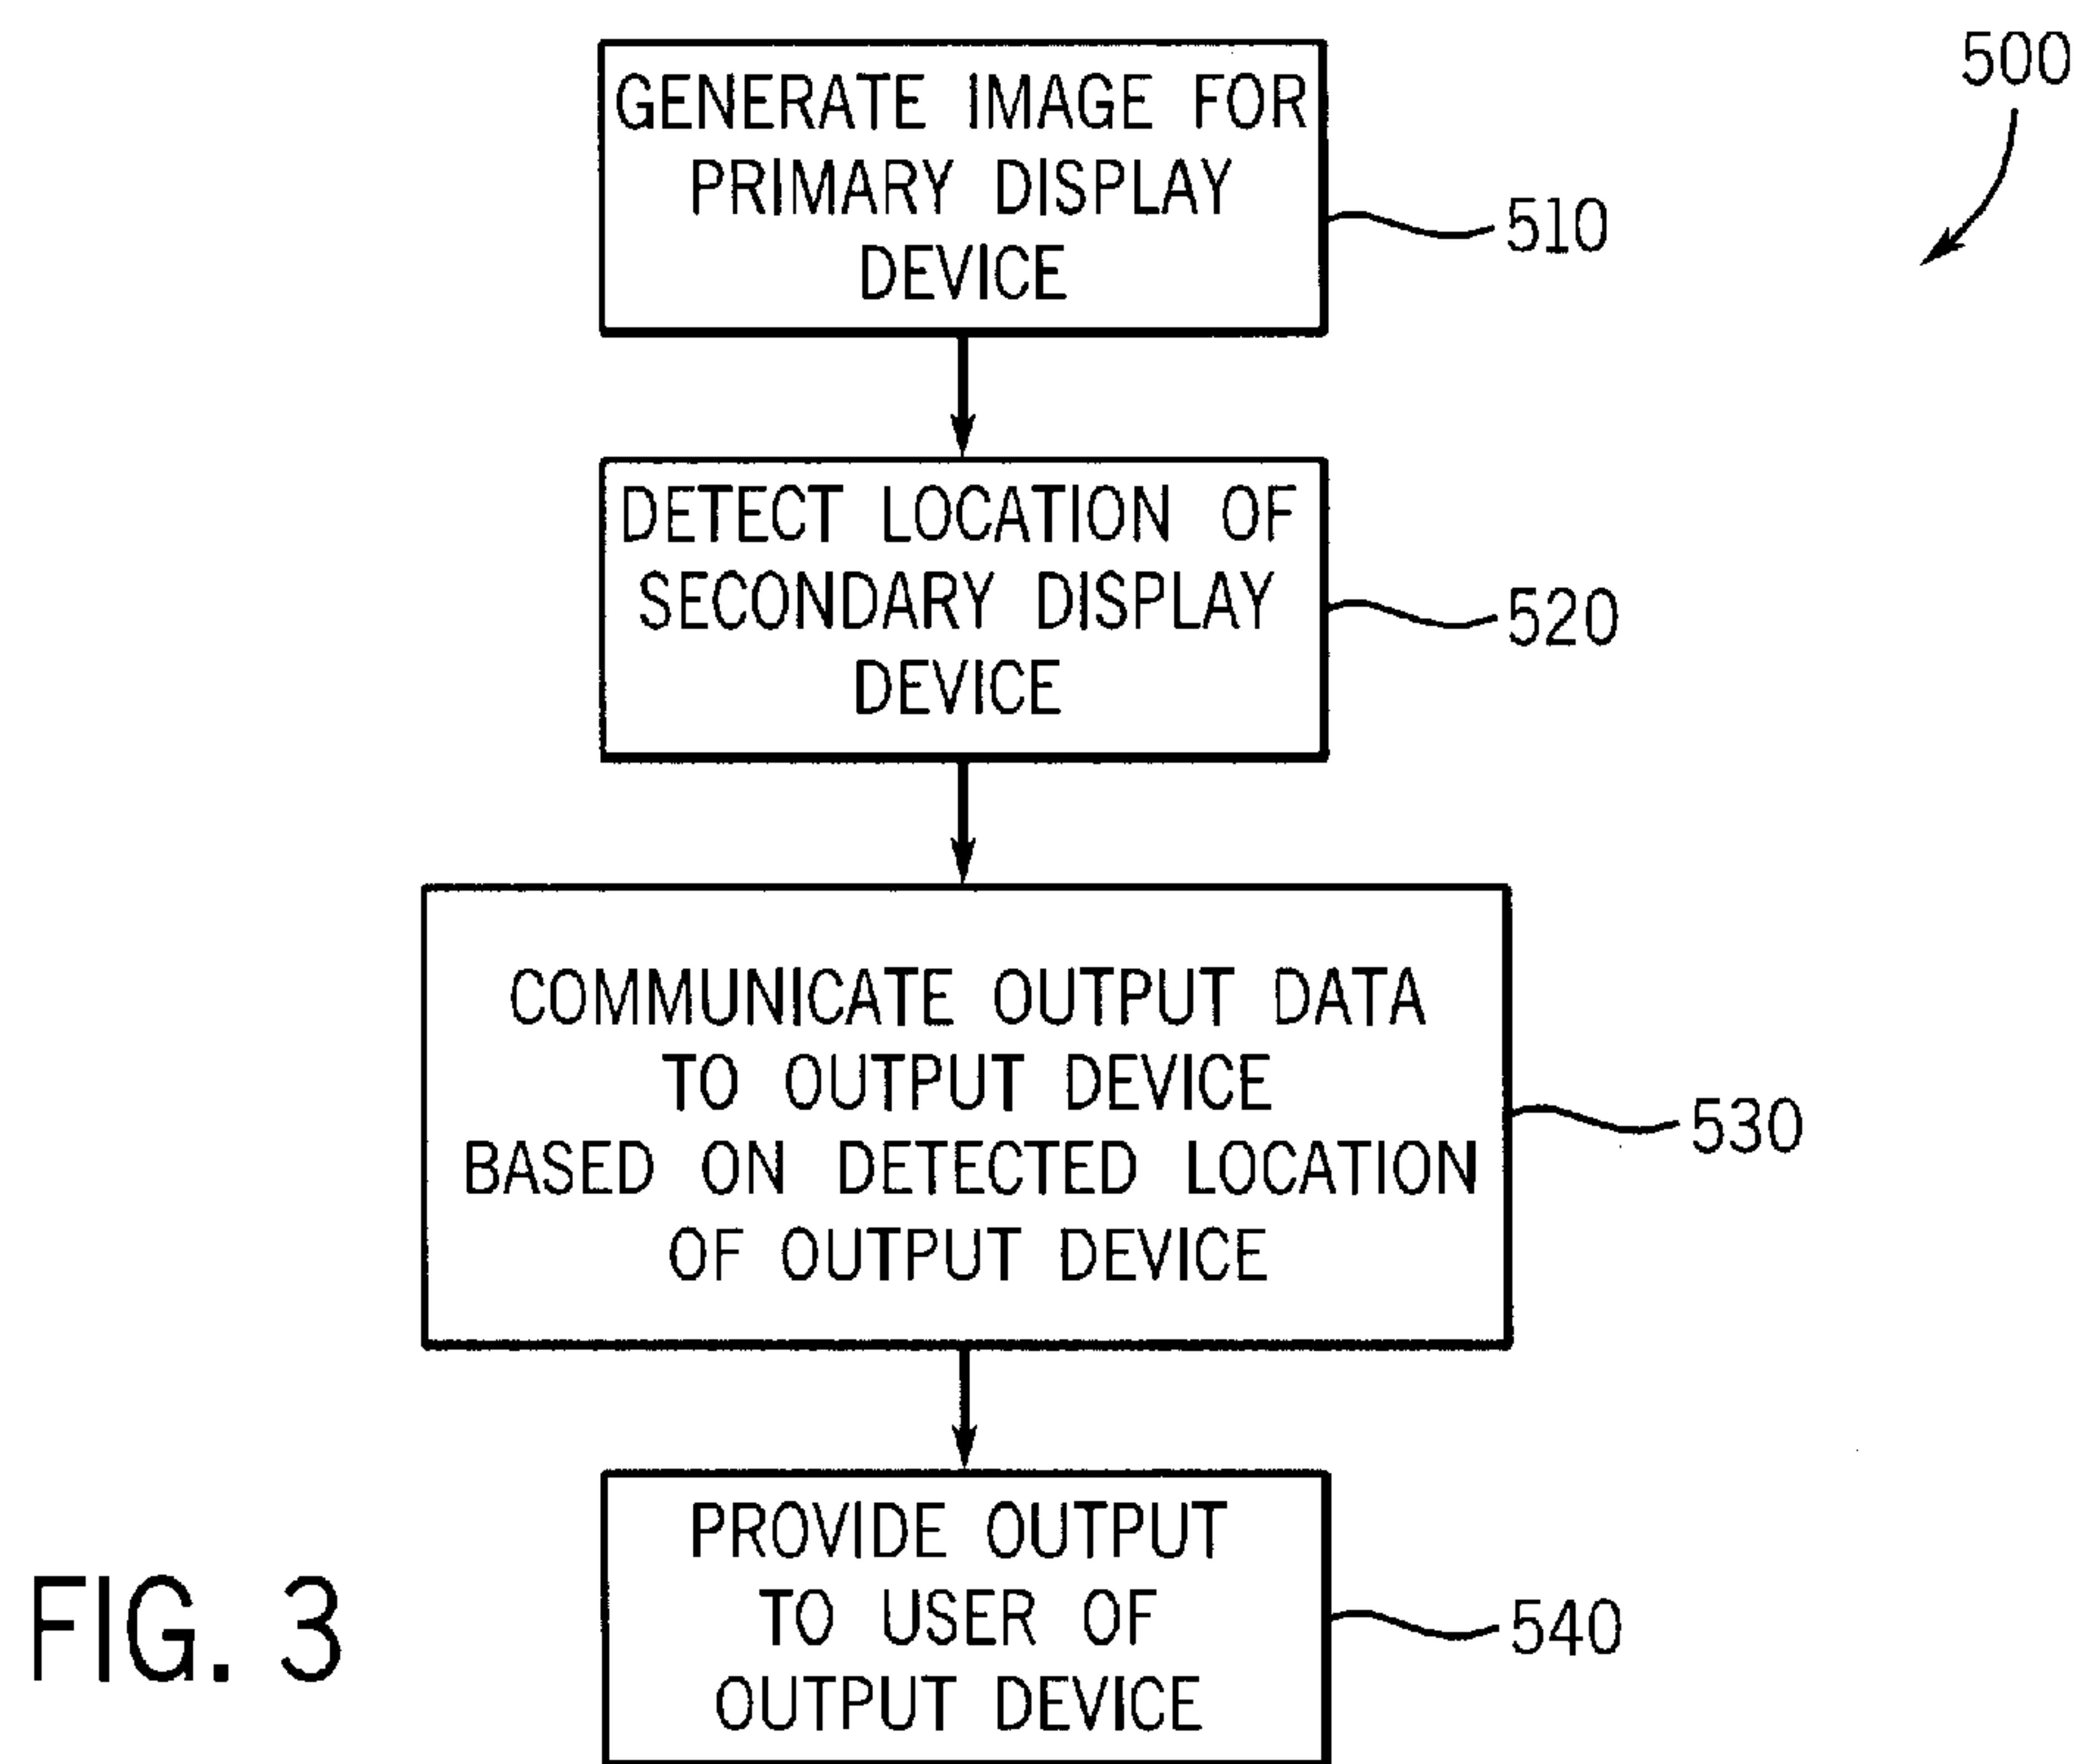 500
GENERATE IMAGE FOR
PRIMARY DISPLAY
DEVICE
510
DETECT LOCATION OF
SECONDARY DISPLAY
DEVICE
520
COMMUNICATE OUTPUT DATA
TO OUTPUT DEVICE
BASED ON DETECTED LOCATION
OF OUTPUT DEVICE
530
PROVIDE OUTPUT
TO USER OF
OUTPUT DEVICE
540
FIG. 3